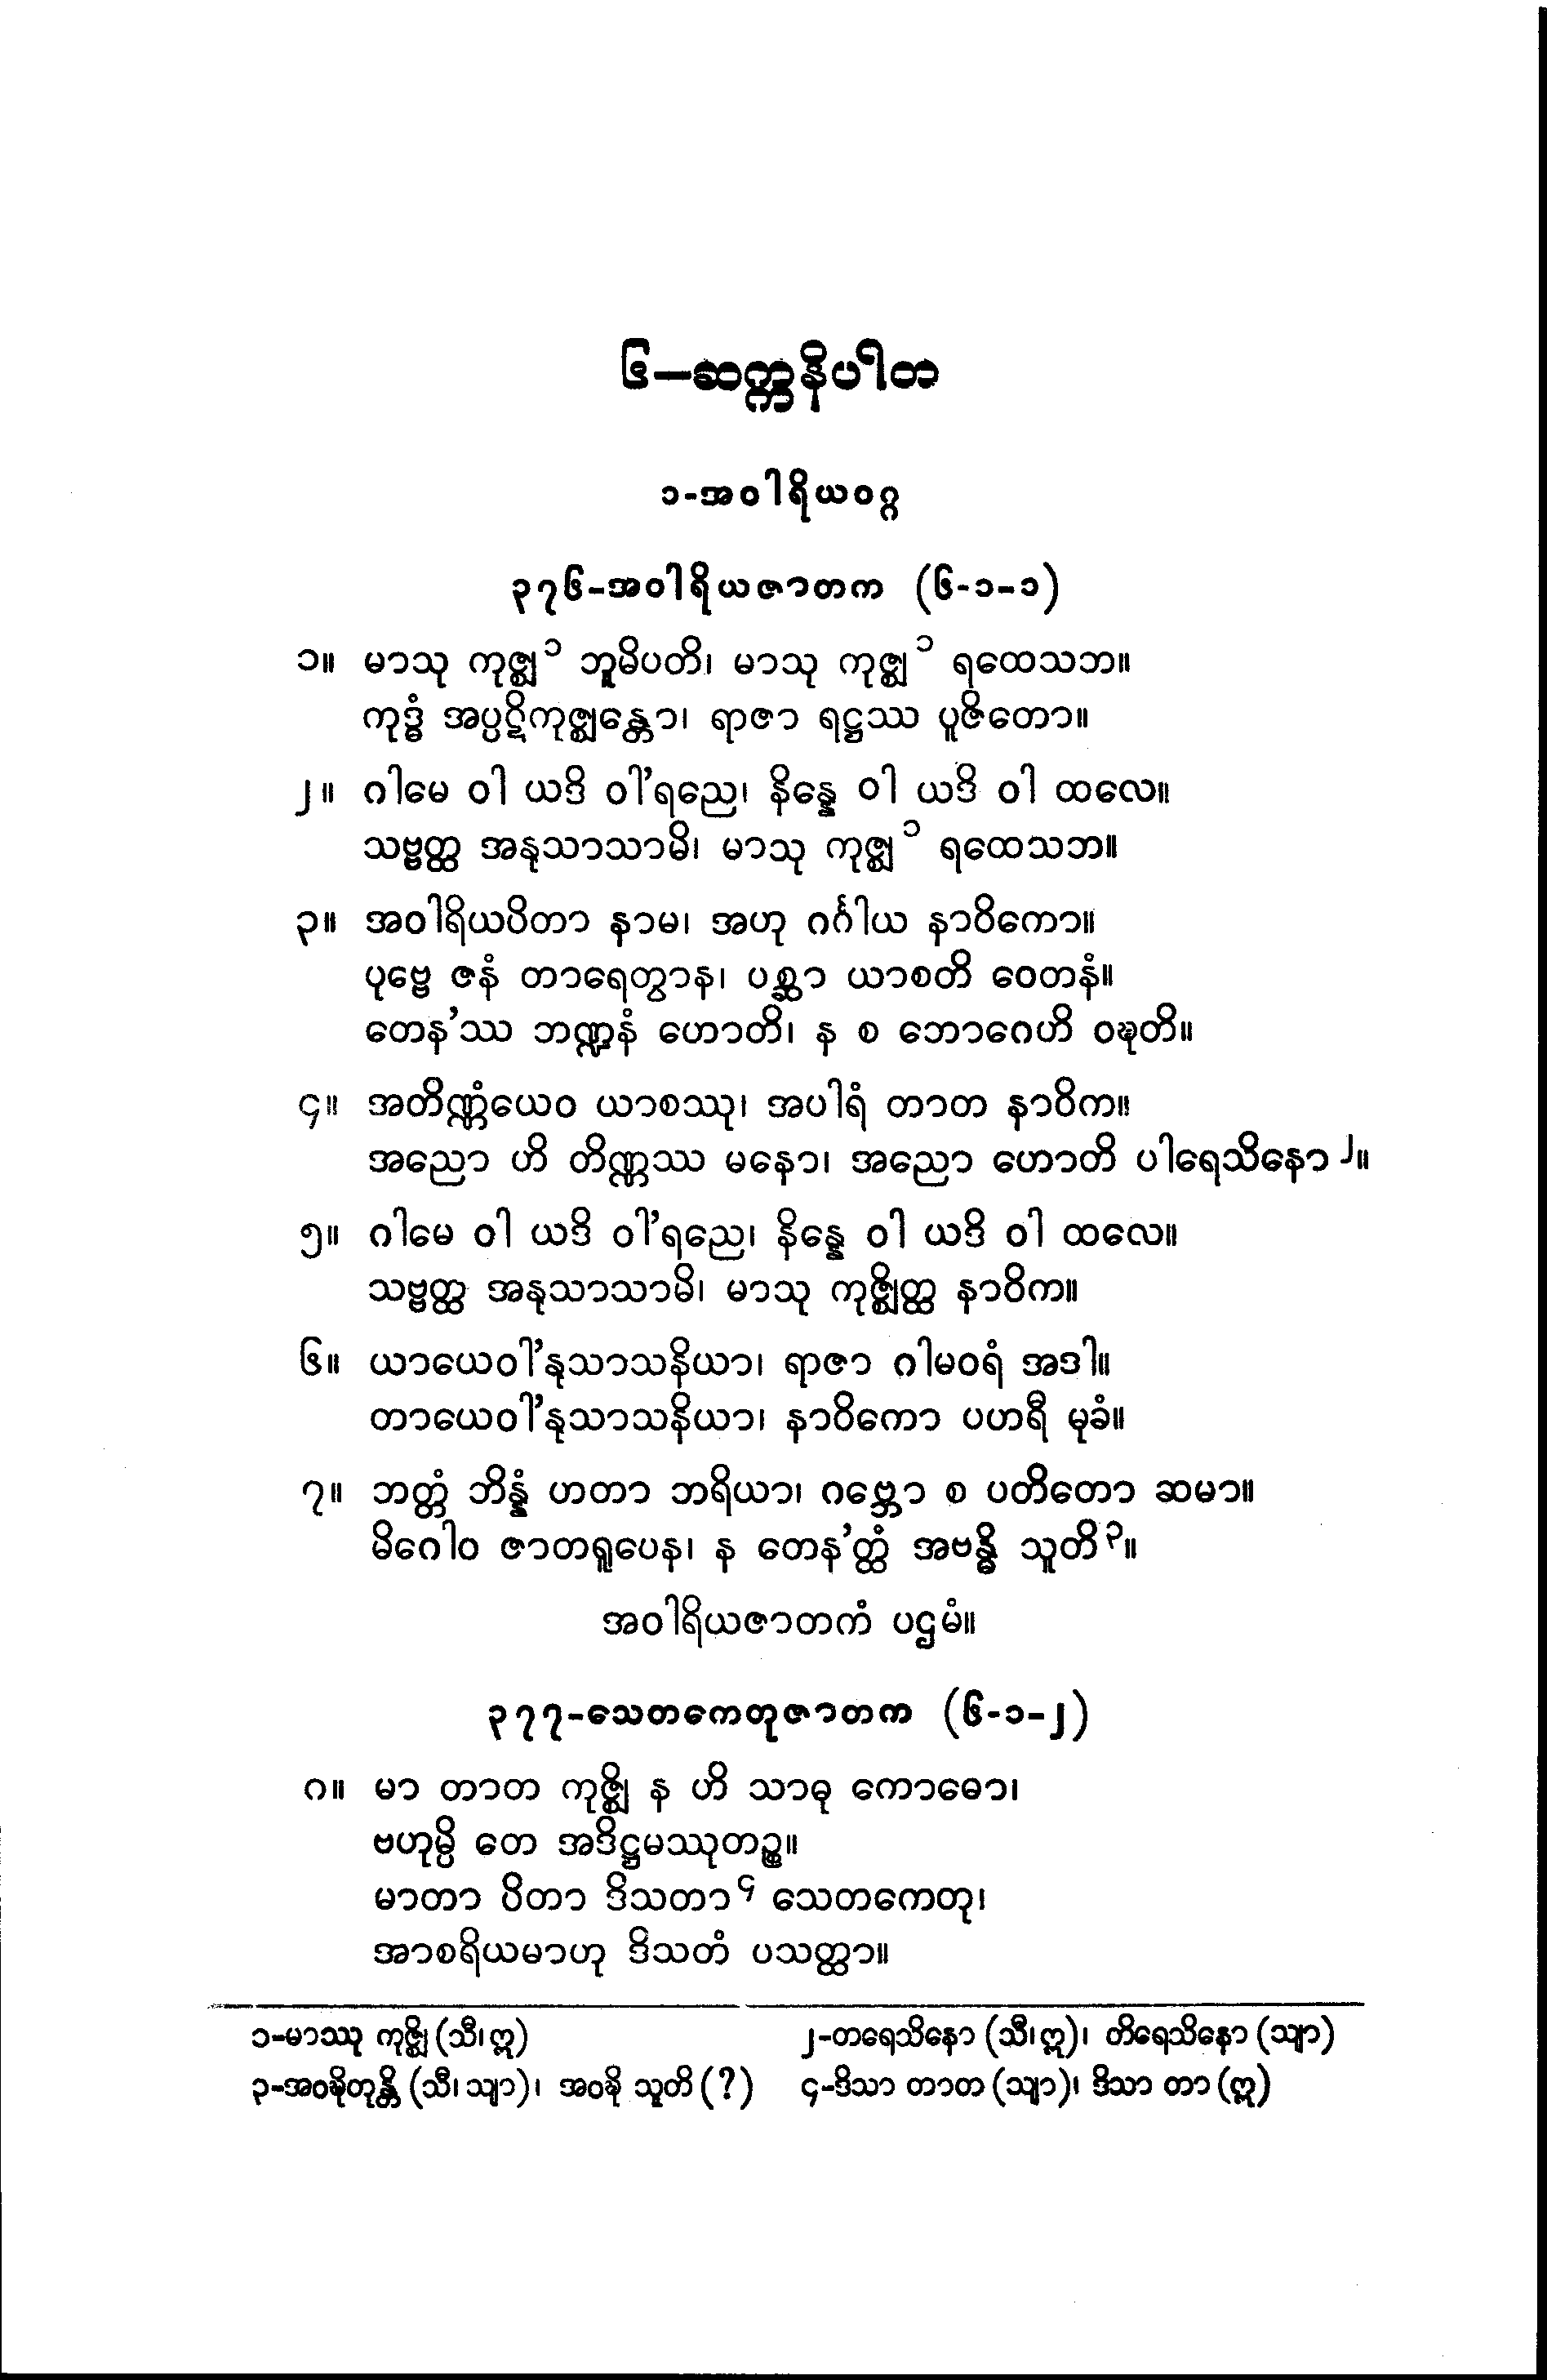 ၆–ဆက္ကနိပါတ
၁-အဝါရိယဝဂ္ဂ
၃၇၆-အဝါရိယဇာတက (၆-၁-၁)
၁။ မာသု ကုဇ္ဈ ၁ ဘူမိပတိ၊ မာသု ကုဇ္ဈ ၁ ရထေသဘ။
ကုဒ္ဓံ အပ္ပဋိကုဇ္ဈန္တော၊ ရာဇာ ရဋ္ဌဿ ပူဇိတော။
၂။ ဂါမေ ဝါ ယဒိ ဝါ’ရညေ၊ နိန္နေ ဝါ ယဒိ ဝါ ထလေ။
သဗ္ဗတ္ထ အနုသာသာမိ၊ မာသု ကုဇ္ဈ ၁ ရထေသဘ။
၃။ အဝါရိယပိတာ နာမ၊ အဟု ဂင်္ဂါယ နာဝိကော။
ပုဗ္ဗေ ဇနံ တာရေတွာန၊ ပစ္ဆာ ယာစတိ ဝေတနံ။
တေန’ဿ ဘဏ္ဍနံ ဟောတိ၊ န စ ဘောဂေဟိ ဝဍ္ဎတိ။
၄။ အတိဏ္ဏံယေဝ ယာစဿု၊ အပါရံ တာတ နာဝိက။
အညော ဟိ တိဏ္ဏဿ မနော၊ အညော ဟောတိ ပါရေသိနော ၂။
၅။ ဂါမေ ဝါ ယဒိ ဝါ’ရညေ၊ နိန္နေ ဝါ ယဒိ ဝါ ထလေ။
သဗ္ဗတ္ထ အနုသာသာမိ၊ မာသု ကုဇ္ဈိတ္ထ နာဝိက။
၆။ ယာယေဝါ’နုသာသနိယာ၊ ရာဇာ ဂါမဝရံ အဒါ။
တာယေဝါ’နုသာသနိယာ၊ နာဝိကော ပဟရီ မုခံ။
၇။ ဘတ္တံ ဘိန္နံ ဟတာ ဘရိယာ၊ ဂဗ္ဘော စ ပတိတော ဆမာ။
မိဂေါဝ ဇာတရူပေန၊ န တေန’တ္ထံ အဗန္ဓိ သူတိ ၃။
အဝါရိယဇာတကံ ပဌမံ။
၃၇၇-သေတကေတုဇာတက (၆-၁-၂)
၈။ မာ တာတ ကုဇ္ဈိ န ဟိ သာဓု ကောဓော၊
ဗဟုမ္ပိ တေ အဒိဋ္ဌမဿုတဉ္စ။
မာတာ ပိတာ ဒိသတာ ၄ သေတကေတု၊
အာစရိယမာဟု ဒိသတံ ပသတ္ထာ။
၁-မာဿု ကုဇ္ဈိ (သီ၊ ဣ)
၂-တရေသိနော (သီ၊ ဣ)၊ တိရေသိနော (သျာ)
၃-အဝဍ္ဎိတုန္တိ (သီ၊ သျာ)၊ အဝဍ္ဎိ သူတိ (?)
၄-ဒိသာ တာတ (သျာ)၊ ဒိသာ တာ (ဣ)